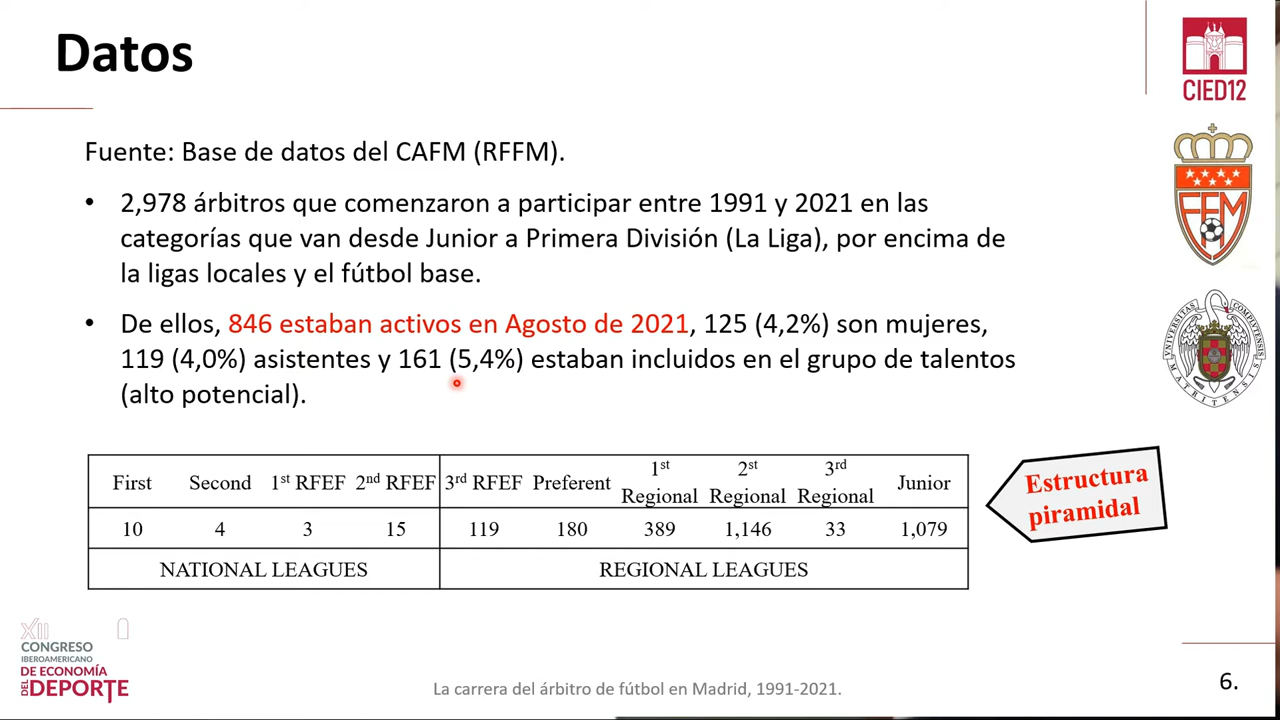 Datos
CIED12
Fuente: Base de datos del CAFM (RFFM).
• 2,978 árbitros que comenzaron a participar entre 1991 y 2021 en las
categorías que van desde Junior a Primera División (La Liga), por encima de
la ligas locales y el fútbol base.
• De ellos, 846 estaban activos en Agosto de 2021, 125 (4,2%) son mujeres,
119 (4,0%) asistentes y 161 (5,4%) estaban incluidos en el grupo de talentos
(alto potencial).
FFM
VNIVERSITAS COMPLVTENSIS
MATRITENSIS
First Second 1st RFEF 2nd RFEF 3rd RFEF Preferent 1st Regional 2st Regional 3rd Regional Junior
10 4 3 15 119 180 389 1,146 33 1,079
NATIONAL LEAGUES REGIONAL LEAGUES
Estructura
piramidal
XII
CONGRESO
IBEROAMERICANO
DE ECONOMÍA
DEL DEPORTE
La carrera del árbitro de fútbol en Madrid, 1991-2021.
6.